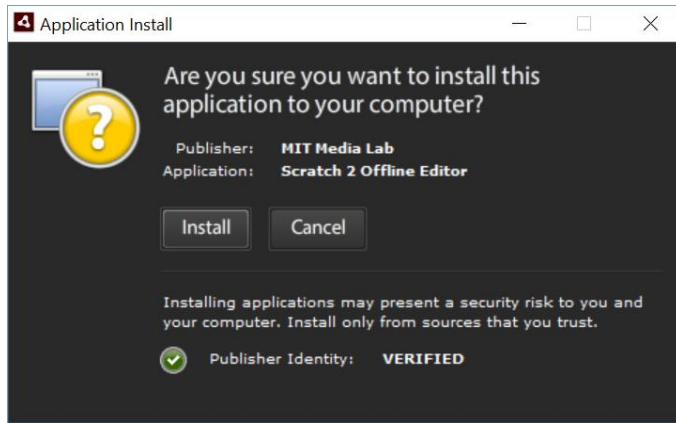 Application Install
Are you sure you want to install this
application to your computer?
Publisher: MIT Media Lab
Application: Scratch 2 Offline Editor
Install Cancel
Installing applications may present a security risk to you and
your computer. Install only from sources that you trust.
Publisher Identity: VERIFIED